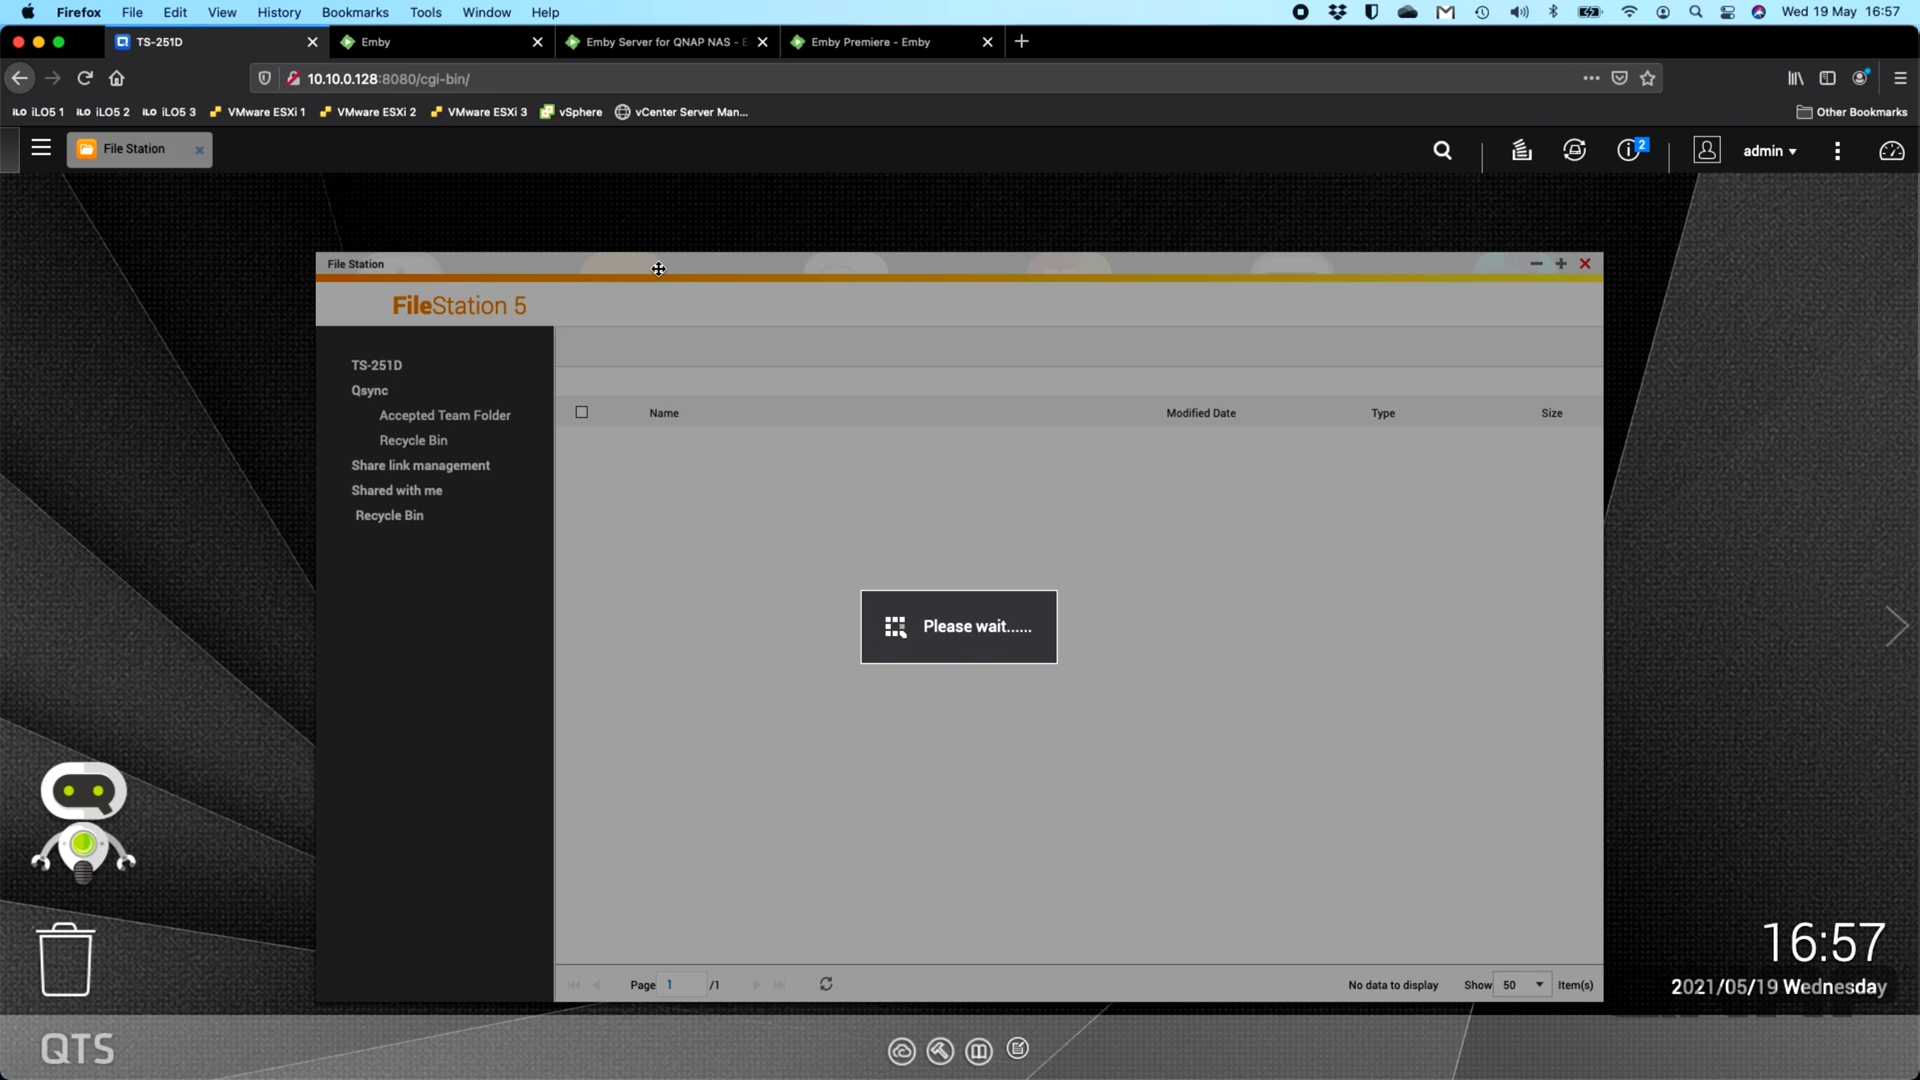 Firefox File Edit View History Bookmarks Tools Window Help Wed 19 May 16:57
TS-251D Emby Emby Server for QNAP NAS - E Emby Premiere - Emby
10.10.0.128:8080/cgi-bin/
iLO iLO5 1 iLO iLO5 2 iLO iLO5 3 VMware ESXi 1 VMware ESXi 2 VMware ESXi 3 vSphere vCenter Server Man... Other Bookmarks
File Station 2 admin
File Station
FileStation 5
TS-251D
Qsync
Accepted Team Folder
Recycle Bin
Share link management
Shared with me
Recycle Bin
Name Modified Date Type Size
Please wait......
Page 1 /1 No data to display Show 50 Item(s)
16:57
2021/05/19 Wednesday
QTS